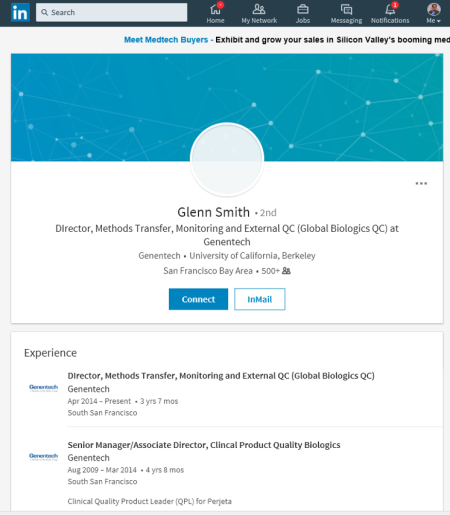 in Search
Home
My Network
Jobs
Messaging
Notifications
Me
Meet Medtech Buyers - Exhibit and grow your sales in Silicon Valley's booming med
Glenn Smith • 2nd
DIrector, Methods Transfer, Monitoring and External QC (Global Biologics QC) at
Genentech
Genentech • University of California, Berkeley
San Francisco Bay Area • 500+
Connect
InMail
Experience
DIrector, Methods Transfer, Monitoring and External QC (Global Biologics QC)
Genentech
Genentech
Apr 2014 – Present • 3 yrs 7 mos
South San Francisco
Senior Manager/Associate Director, Clincal Product Quality Biologics
Genentech
Genentech
Aug 2009 – Mar 2014 • 4 yrs 8 mos
South San Francisco
Clinical Quality Product Leader (QPL) for Perjeta